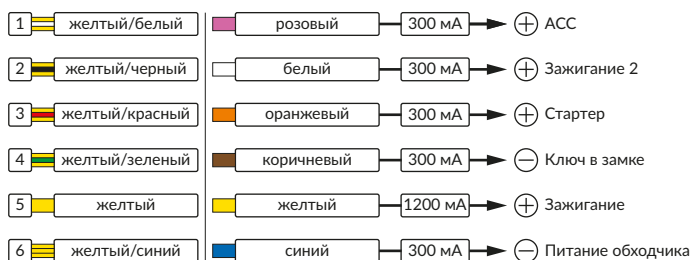 1 желтый/белый розовый 300 мА + ACC
2 желтый/черный белый 300 мА + Зажигание 2
3 желтый/красный оранжевый 300 мА + Стартер
4 желтый/зеленый коричневый 300 мА − Ключ в замке
5 желтый желтый 1200 мА + Зажигание
6 желтый/синий синий 300 мА − Питание обходчика